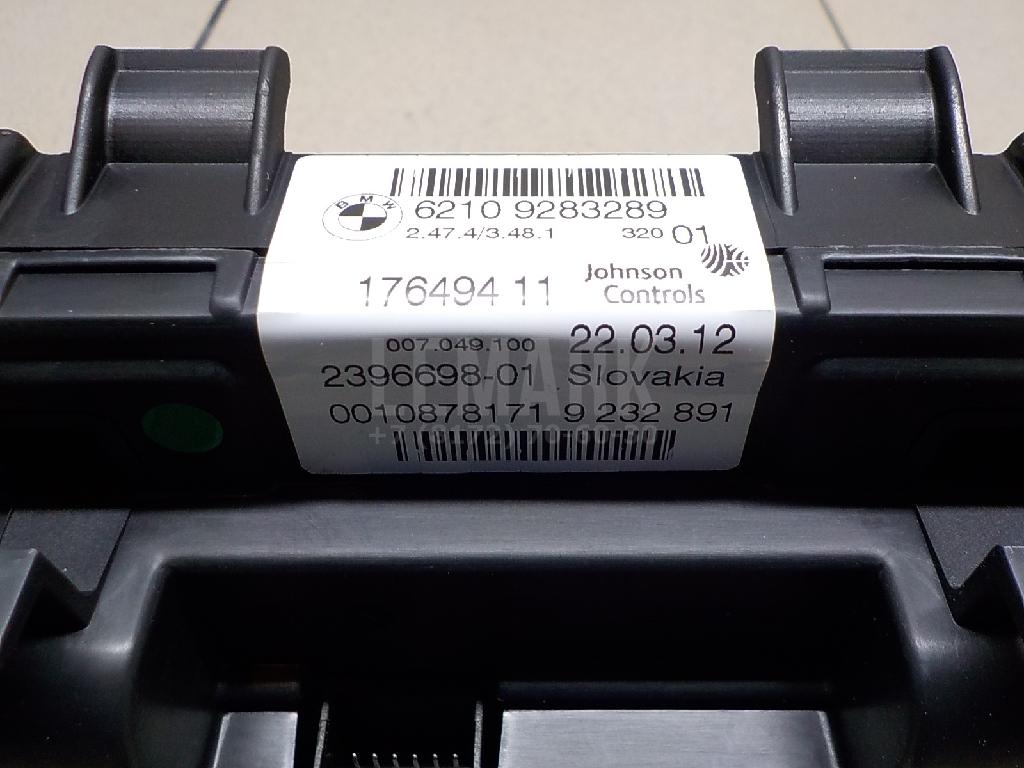 BMW
6210 9283289
2.47.4/3.48.1 320 01
176494 11
Johnson
Controls
007.049.100 22.03.12
2396698-01 Slovakia
0010878171 9 232 891
LEMARK